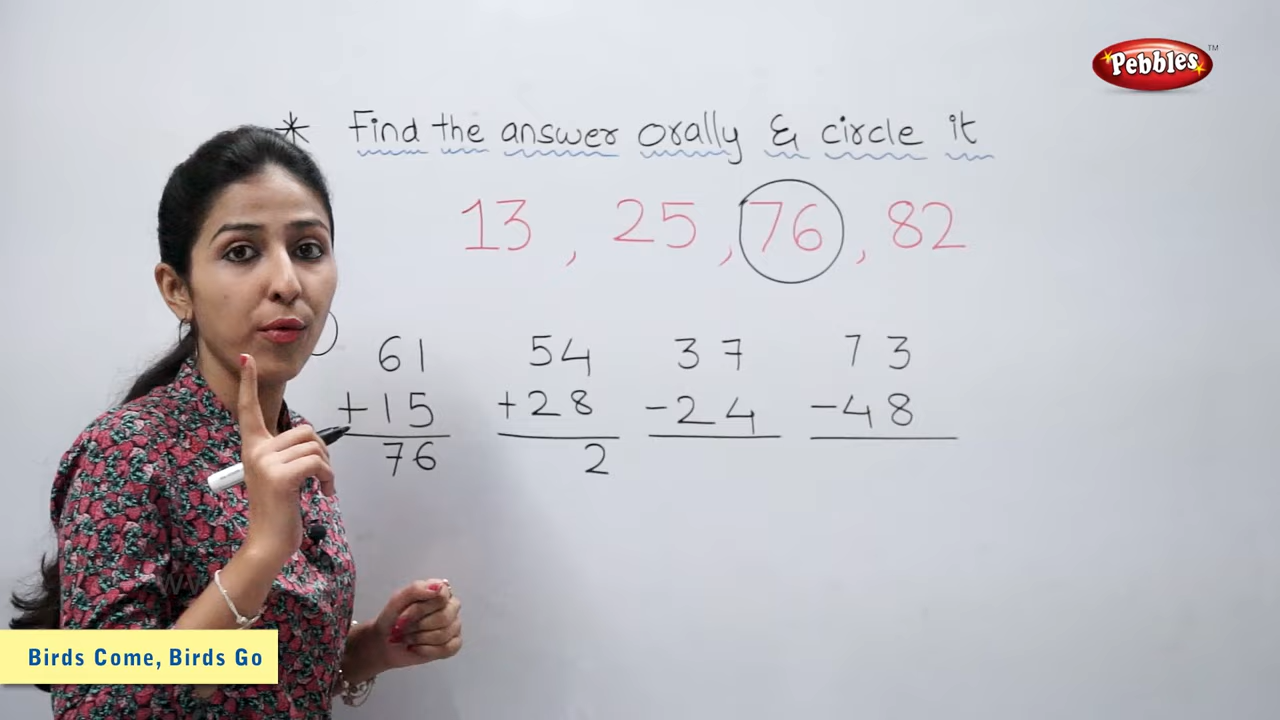 Pebbles TM
* Find the answer orally & circle it
13 , 25 , 76 , 82
61 54 37 73
+15 +28 -24 -48
76 2
Birds Come, Birds Go